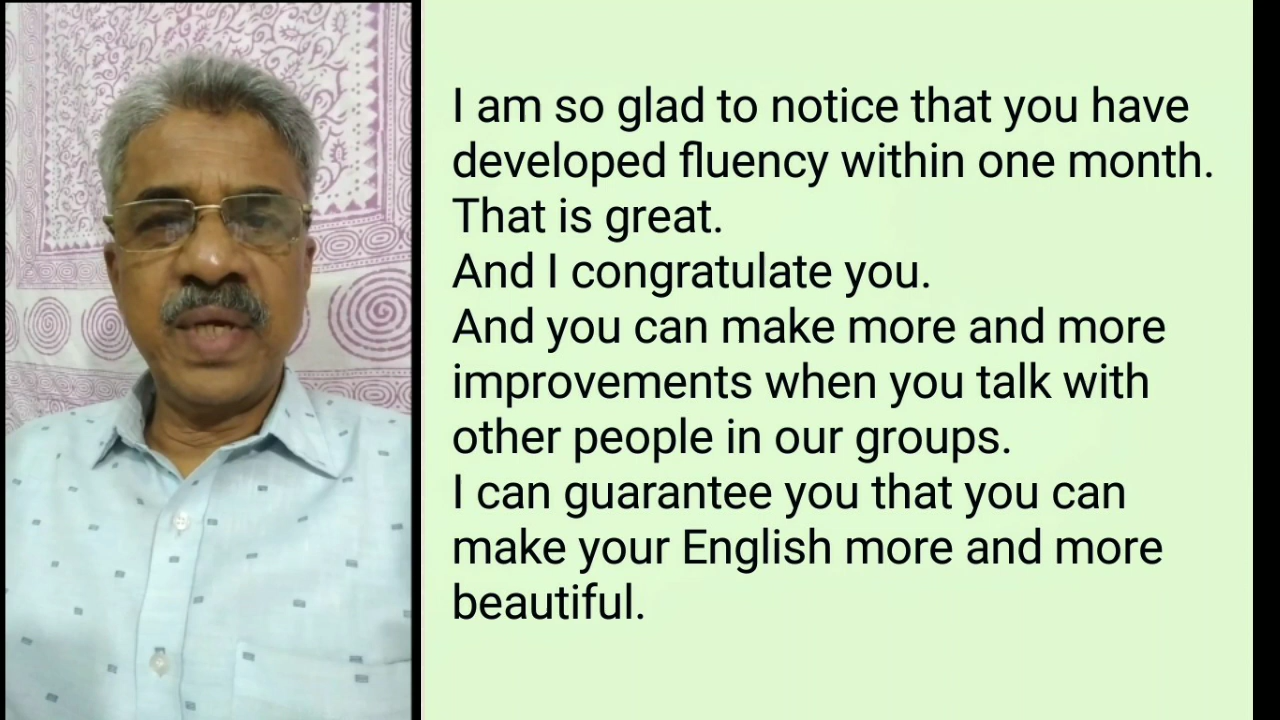 I am so glad to notice that you have
developed fluency within one month.
That is great.
And I congratulate you.
And you can make more and more
improvements when you talk with
other people in our groups.
I can guarantee you that you can
make your English more and more
beautiful.